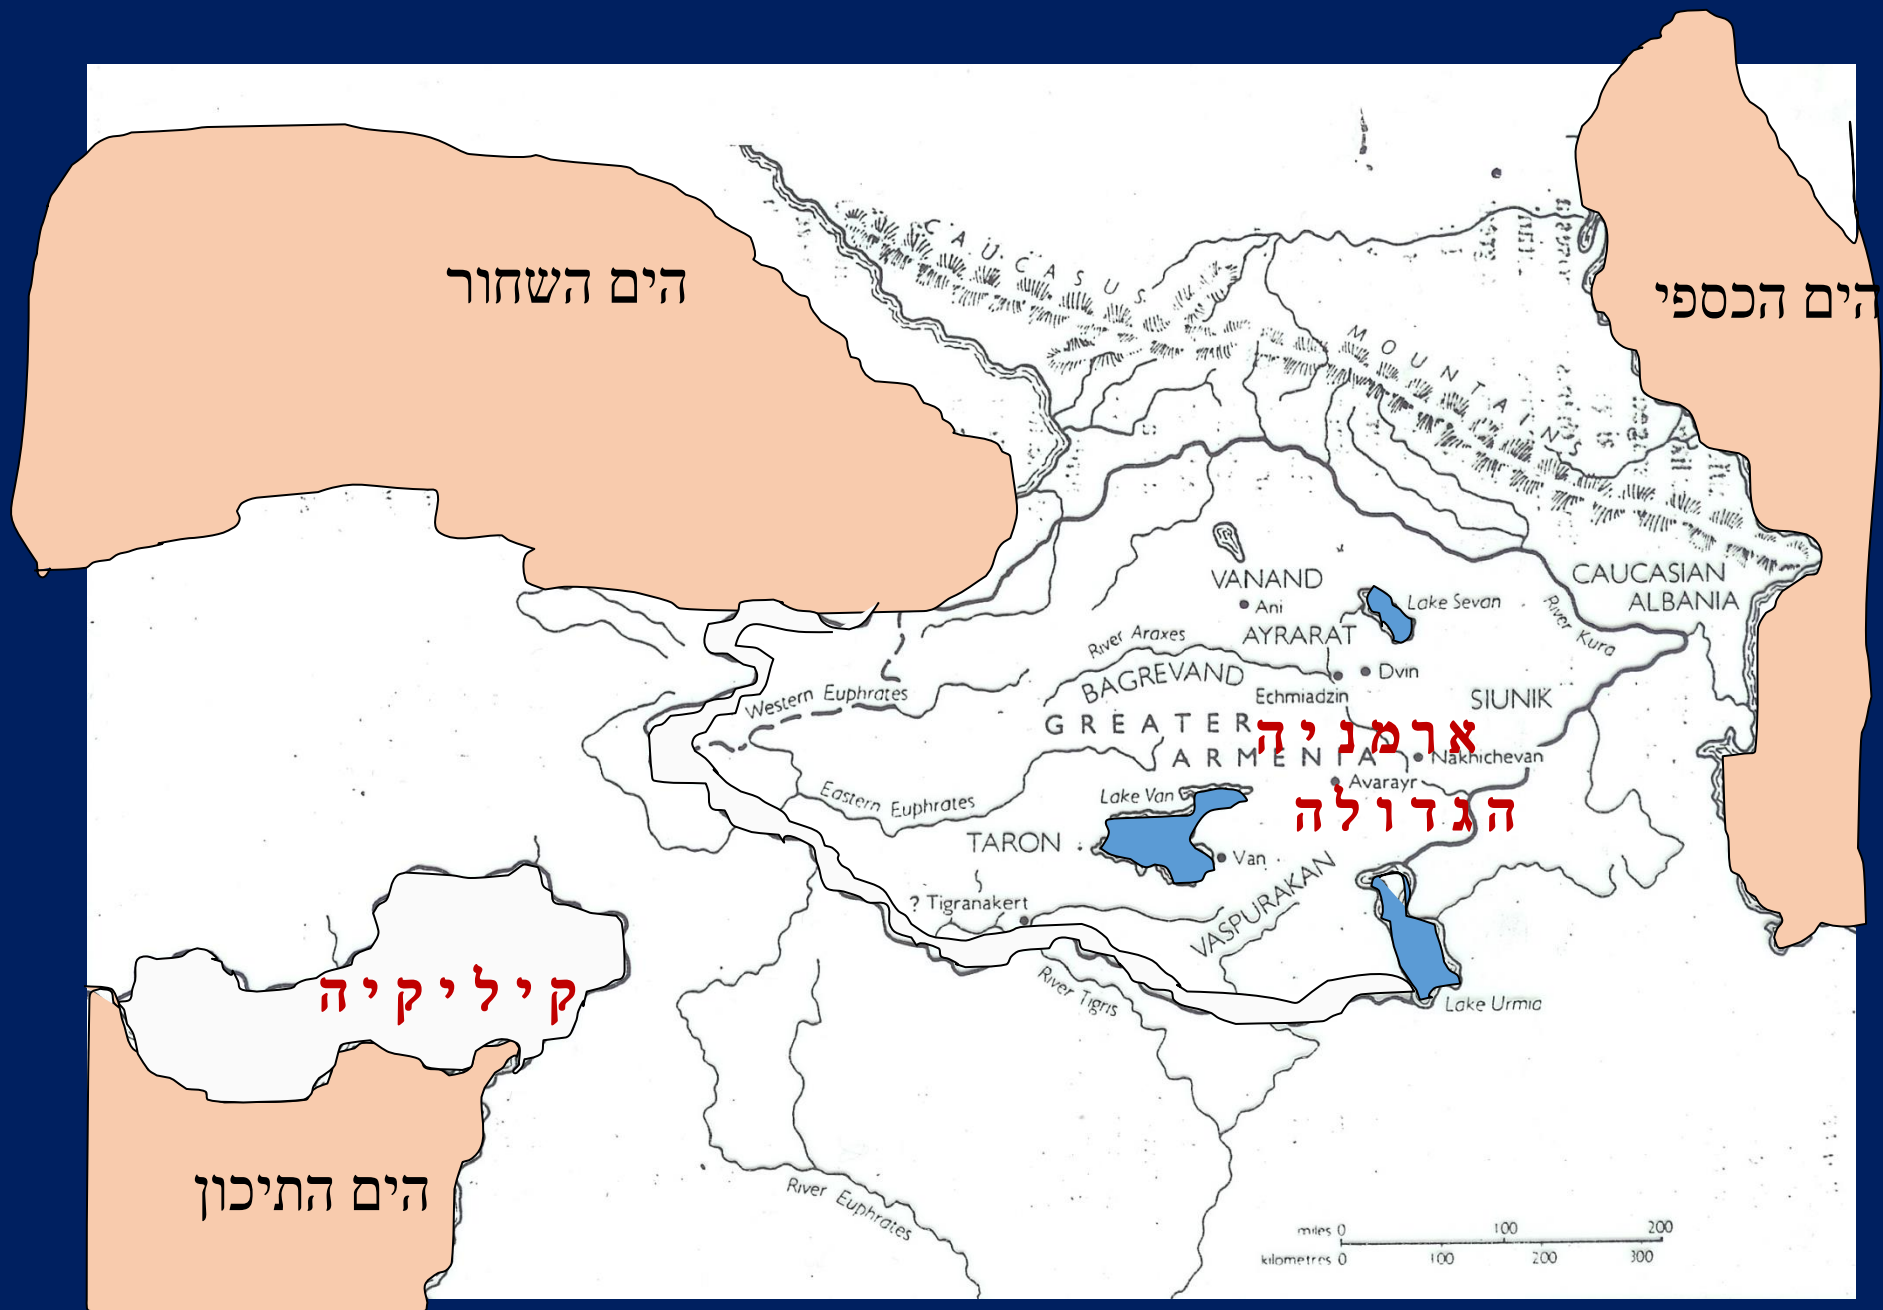 הים השחור
הים הכספי
CAUCASUS
MOUNTAINS
VANAND
Ani
Lake Sevan
CAUCASIAN
ALBANIA
River Kura
River Araxes
AYRARAT
Dvin
BAGREVAND
Echmiadzin
SIUNIK
Western Euphrates
GREATER
ארמניה
ARMENIA
Nakhichevan
Avarayr
Eastern Euphrates
Lake Van
הגדולה
TARON
Van
VASPURAKAN
? Tigranakert
קיליקיה
River Tigris
Lake Urmia
הים התיכון
River Euphrates
miles 0 100 200
kilometres 0 100 200 300